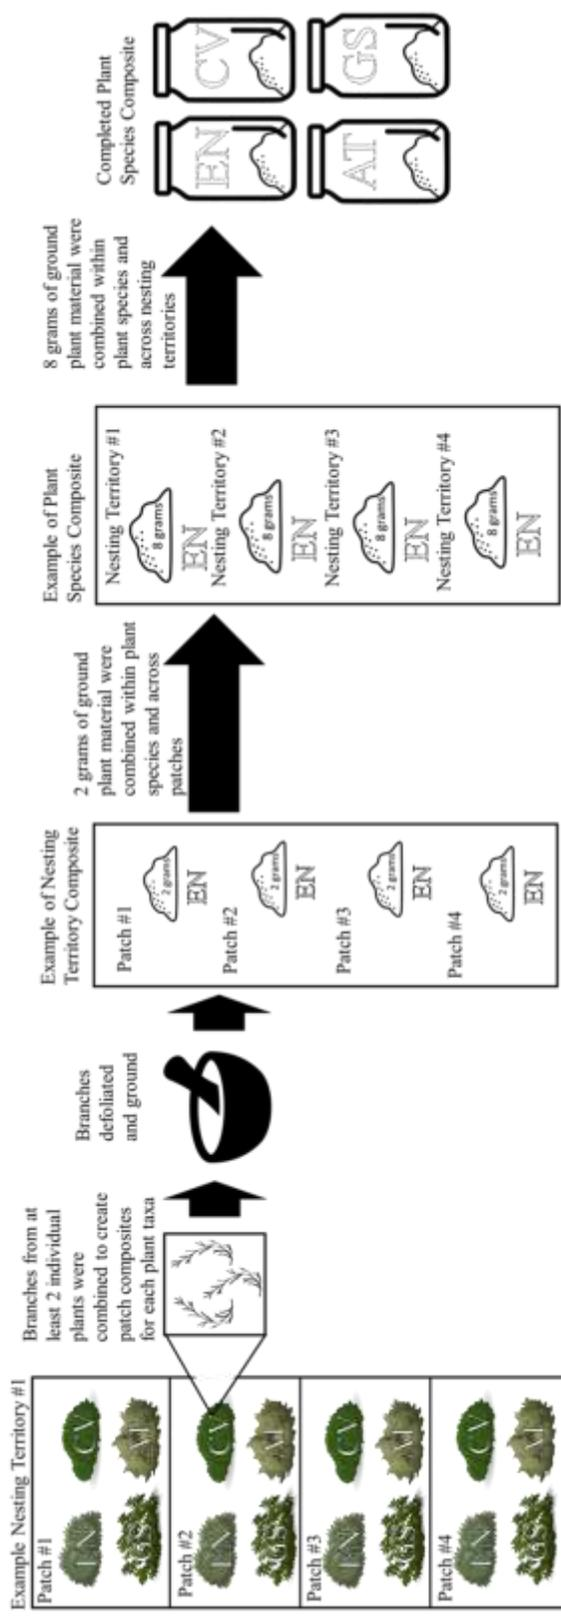 Example Nesting Territory #1
Patch #1
EN
CV
GS
Patch #2
EN
CV
GS
Patch #3
EN
CV
GS
Patch #4
EN
CV
GS
Branches from at
least 2 individual
plants were
combined to create
patch composites
for each plant taxa
Branches
defoliated
and ground
Example of Nesting
Territory Composite
Patch #1
2 grams
EN
Patch #2
2 grams
EN
Patch #3
2 grams
EN
Patch #4
2 grams
EN
2 grams of ground
plant material were
combined within plant
species and across
patches
Example of Plant
Species Composite
Nesting Territory #1
8 grams
EN
Nesting Territory #2
8 grams
EN
Nesting Territory #3
8 grams
EN
Nesting Territory #4
8 grams
EN
8 grams of ground
plant material were
combined within
plant species and
across nesting
territories
Completed Plant
Species Composite
EN
CV
AT
GS